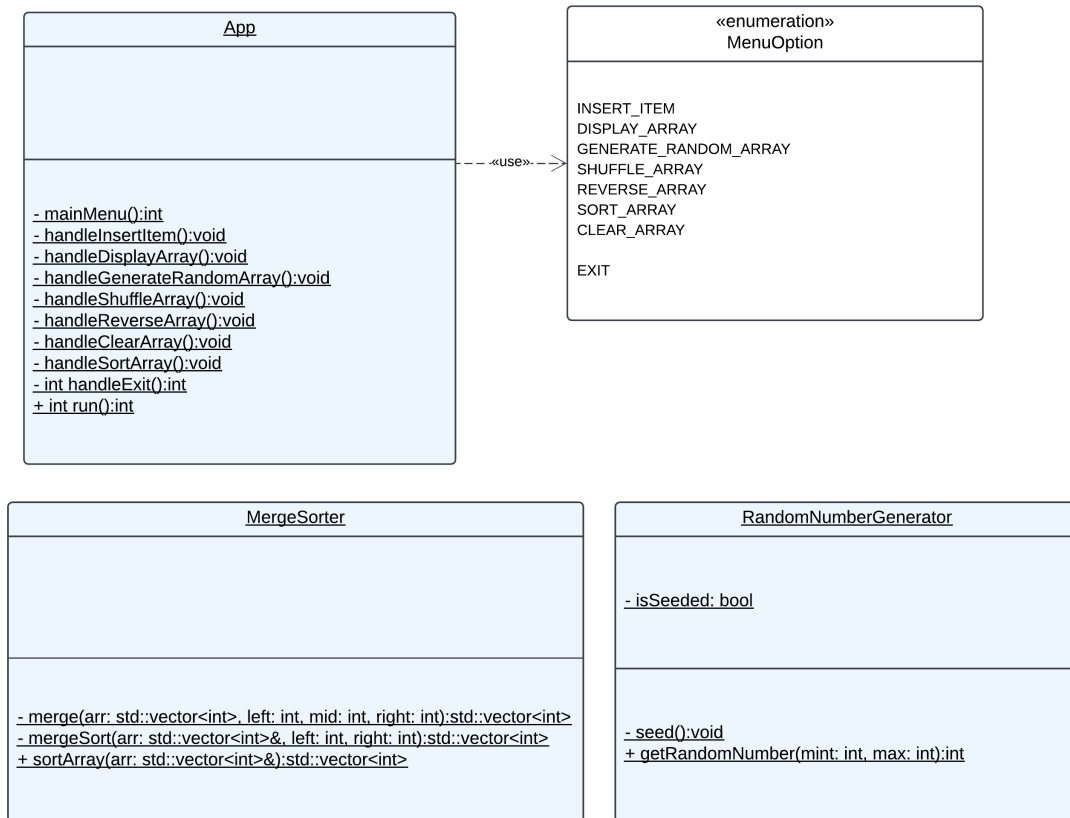 App
- mainMenu():int
- handleInsertItem():void
- handleDisplayArray():void
- handleGenerateRandomArray():void
- handleShuffleArray():void
- handleReverseArray():void
- handleClearArray():void
- handleSortArray():void
- int handleExit():int
+ int run():int
«use»
«enumeration»
MenuOption
INSERT_ITEM
DISPLAY_ARRAY
GENERATE_RANDOM_ARRAY
SHUFFLE_ARRAY
REVERSE_ARRAY
SORT_ARRAY
CLEAR_ARRAY
EXIT
MergeSorter
- merge(arr: std::vector<int>, left: int, mid: int, right: int):std::vector<int>
- mergeSort(arr: std::vector<int>&, left: int, right: int):std::vector<int>
+ sortArray(arr: std::vector<int>&):std::vector<int>
RandomNumberGenerator
- isSeeded: bool
- seed():void
+ getRandomNumber(mint: int, max: int):int